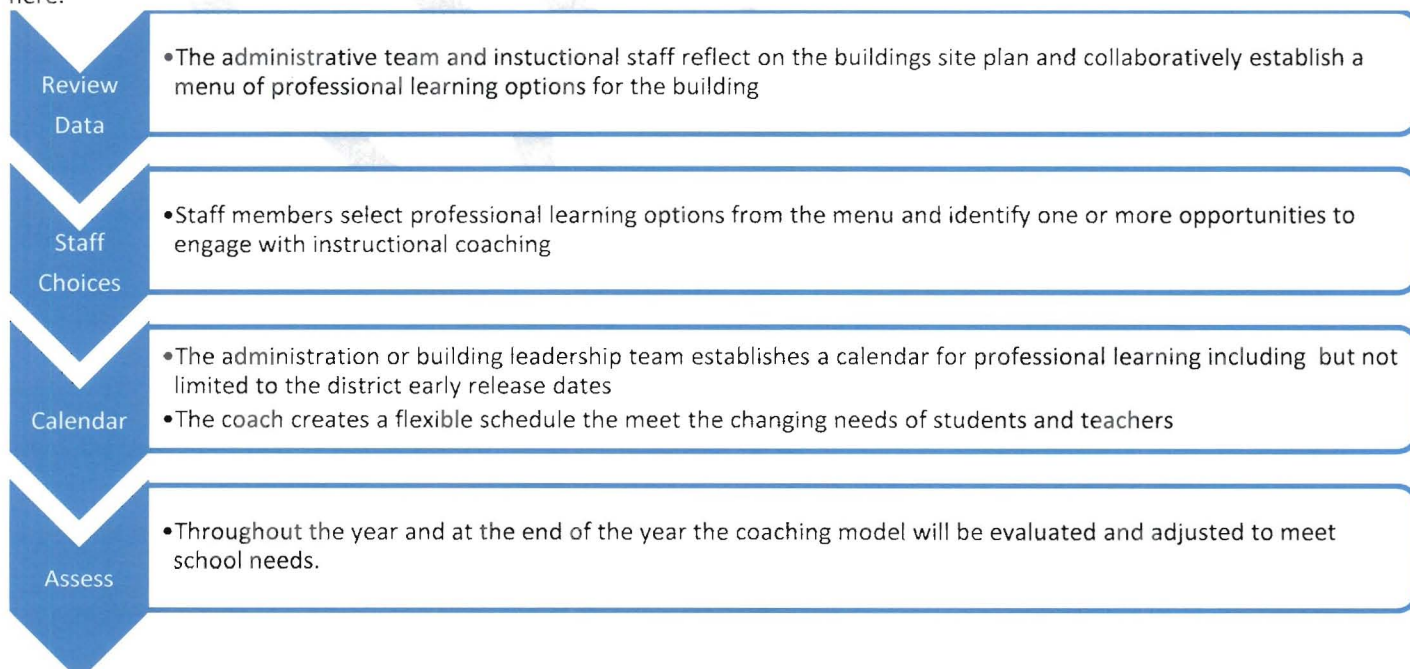 here.
Review
Data
•The administrative team and instuctional staff reflect on the buildings site plan and collaboratively establish a
menu of professional learning options for the building
Staff
Choices
•Staff members select professional learning options from the menu and identify one or more opportunities to
engage with instructional coaching
Calendar
•The administration or building leadership team establishes a calendar for professional learning including but not
limited to the district early release dates
•The coach creates a flexible schedule the meet the changing needs of students and teachers
Assess
•Throughout the year and at the end of the year the coaching model will be evaluated and adjusted to meet
school needs.